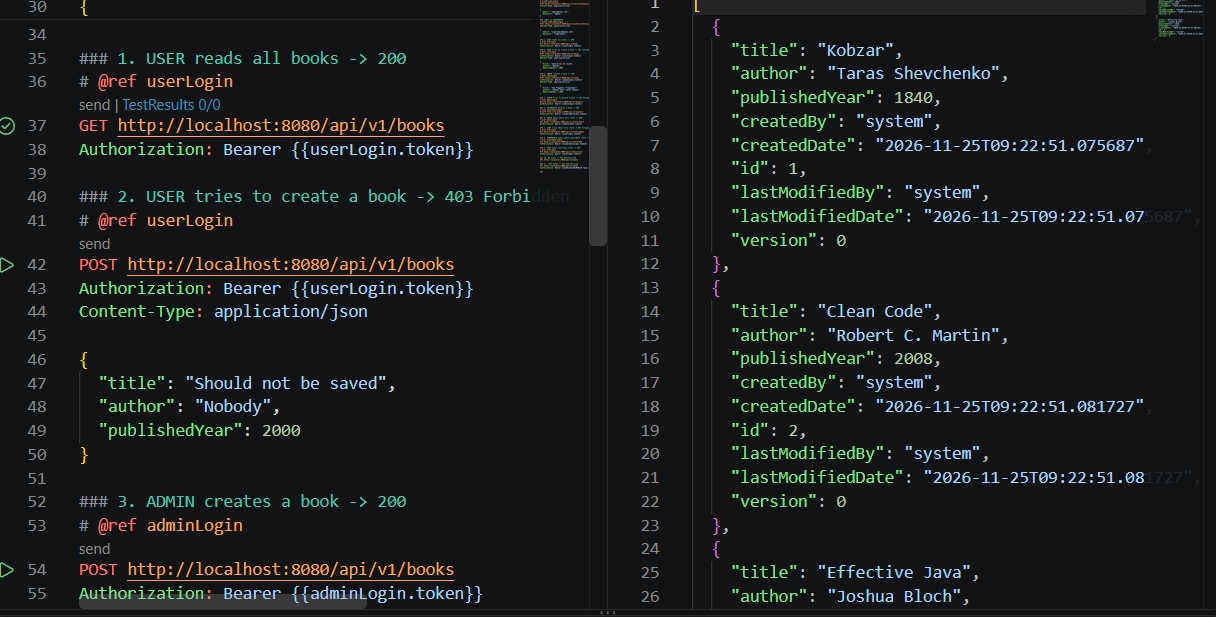 30 {
34
35 ### 1. USER reads all books -> 200
36 # @ref userLogin
send | TestResults 0/0
37 GET http://localhost:8080/api/v1/books
38 Authorization: Bearer {{userLogin.token}}
39
40 ### 2. USER tries to create a book -> 403 Forbidden
41 # @ref userLogin
send
42 POST http://localhost:8080/api/v1/books
43 Authorization: Bearer {{userLogin.token}}
44 Content-Type: application/json
45
46 {
47 "title": "Should not be saved",
48 "author": "Nobody",
49 "publishedYear": 2000
50 }
51
52 ### 3. ADMIN creates a book -> 200
53 # @ref adminLogin
send
54 POST http://localhost:8080/api/v1/books
55 Authorization: Bearer {{adminLogin.token}}
1 [
2 {
3 "title": "Kobzar",
4 "author": "Taras Shevchenko",
5 "publishedYear": 1840,
6 "createdBy": "system",
7 "createdDate": "2026-11-25T09:22:51.075687",
8 "id": 1,
9 "lastModifiedBy": "system",
10 "lastModifiedDate": "2026-11-25T09:22:51.075687",
11 "version": 0
12 },
13 {
14 "title": "Clean Code",
15 "author": "Robert C. Martin",
16 "publishedYear": 2008,
17 "createdBy": "system",
18 "createdDate": "2026-11-25T09:22:51.081727",
19 "id": 2,
20 "lastModifiedBy": "system",
21 "lastModifiedDate": "2026-11-25T09:22:51.081727",
22 "version": 0
23 },
24 {
25 "title": "Effective Java",
26 "author": "Joshua Bloch",